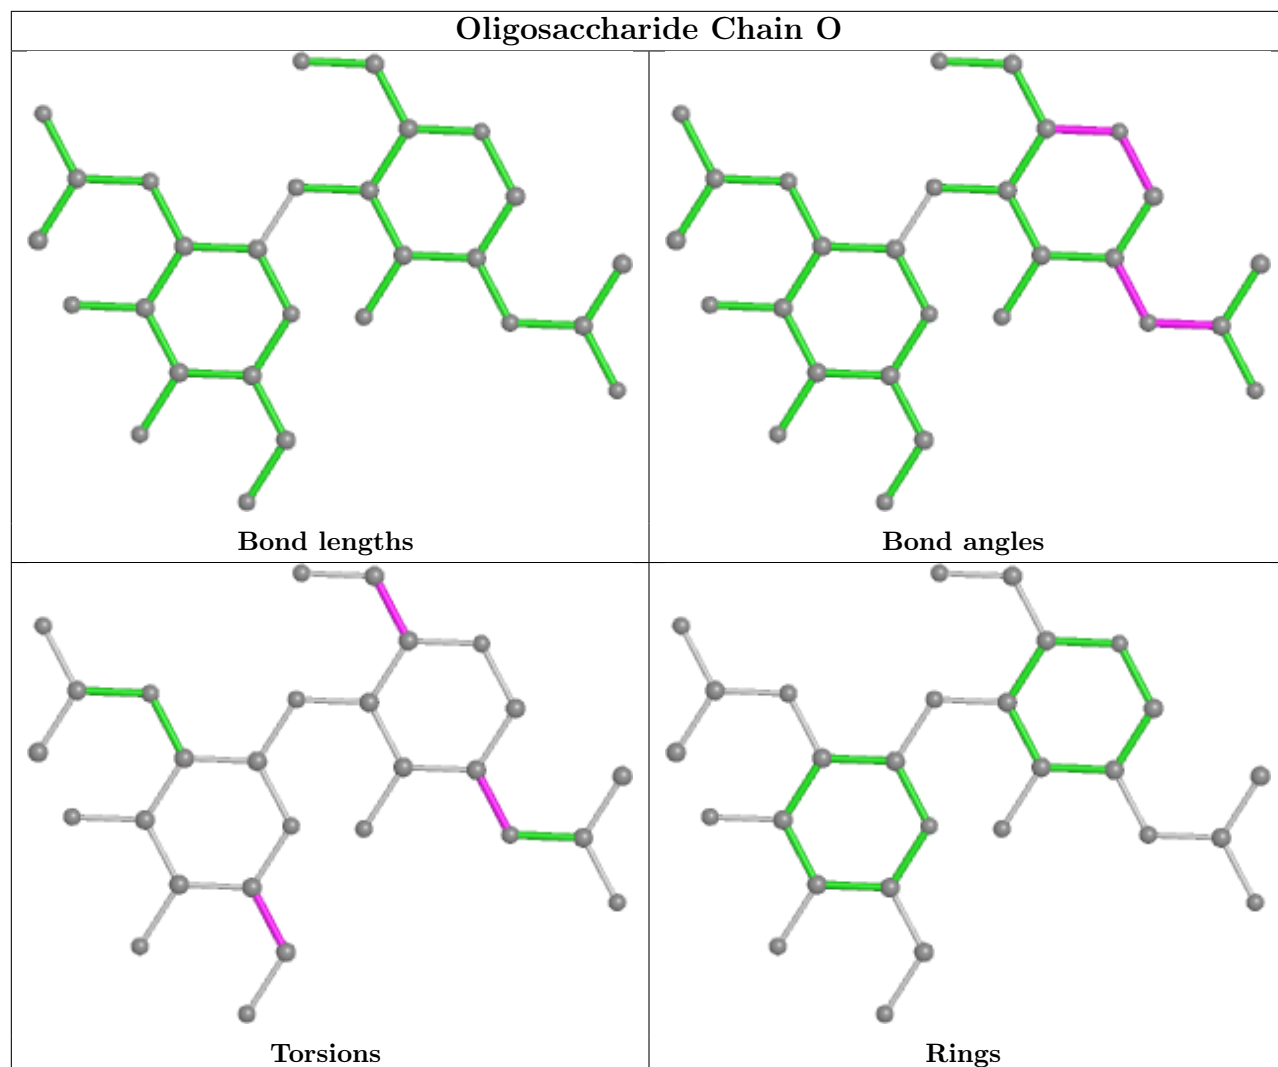 Oligosaccharide Chain O
Bond lengths
Bond angles
Torsions
Rings